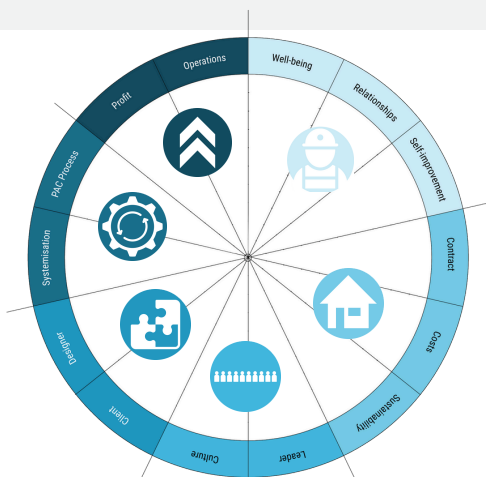 Well-being
Relationships
Self-improvement
Contract
Costs
Sustainability
Leader
Culture
Client
Designer
Systemisation
PAC Process
Profit
Operations